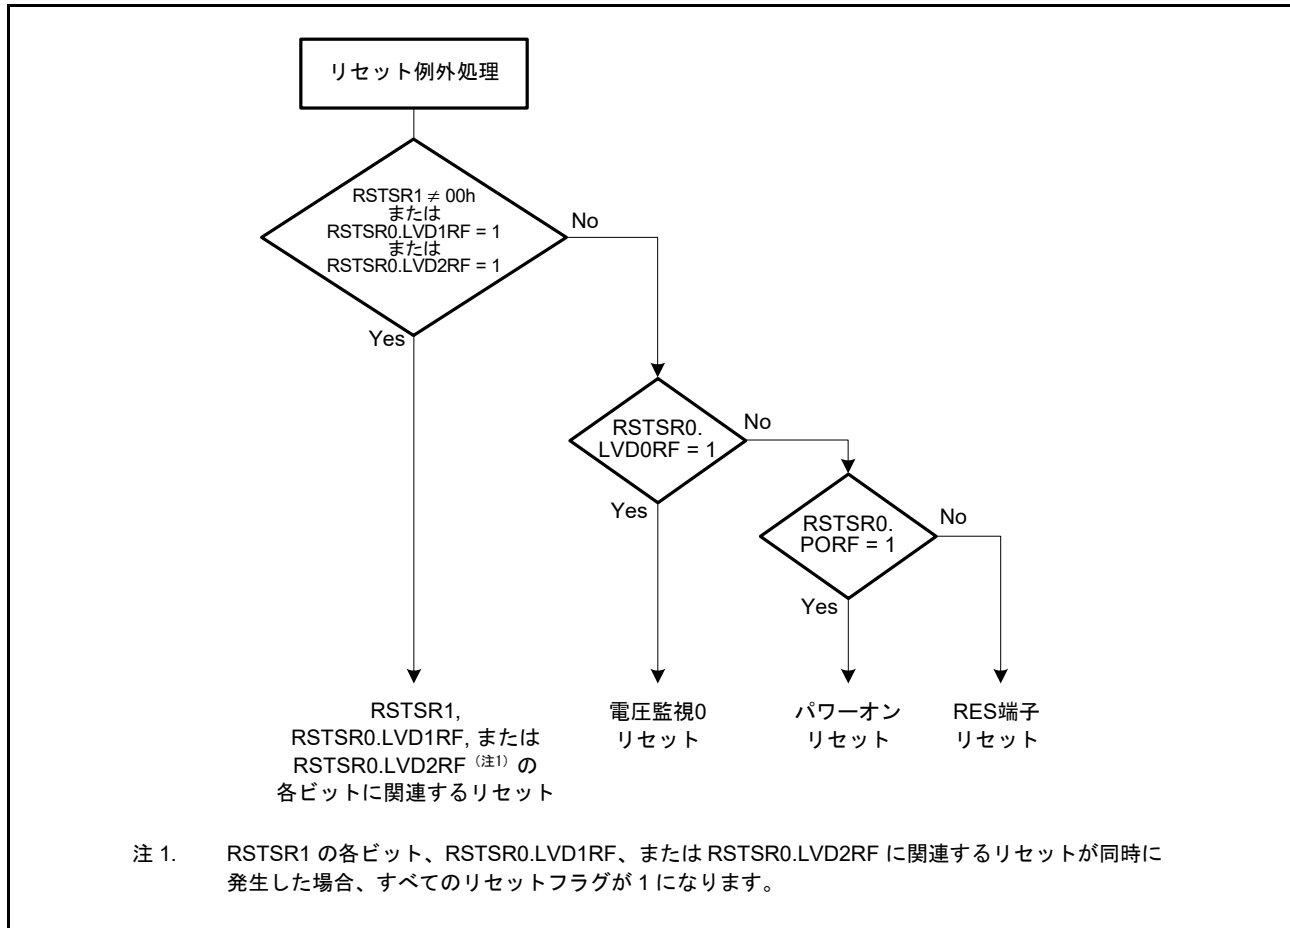 リセット例外処理
RSTSR1 ≠ 00h
または
RSTSR0.LVD1RF = 1
または
RSTSR0.LVD2RF = 1
No
Yes
RSTSR0.
LVD0RF = 1
No
Yes
RSTSR0.
PORF = 1
No
Yes
RSTSR1,
RSTSR0.LVD1RF, または
RSTSR0.LVD2RF （注1） の
各ビットに関連するリセット
電圧監視0
リセット
パワーオン
リセット
RES端子
リセット
注 1. RSTSR1 の各ビット、RSTSR0.LVD1RF、または RSTSR0.LVD2RF に関連するリセットが同時に
発生した場合、すべてのリセットフラグが 1 になります。